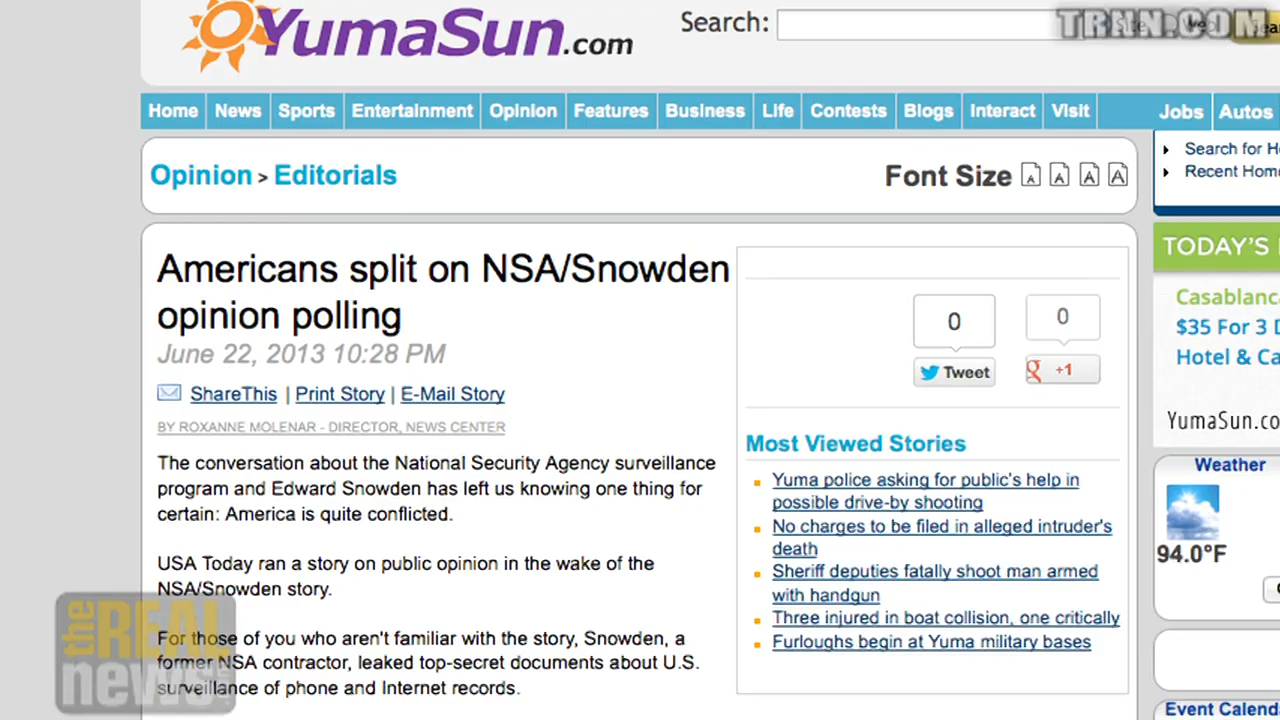 YumaSun.com
Search:
TRNN.COM
Home News Sports Entertainment Opinion Features Business Life Contests Blogs Interact Visit Jobs Autos
Opinion > Editorials
Font Size A A A A
Search for
Recent
TODAY'S
$35 For 3
Hotel &
YumaSun.co
Weather
94.0°F
Event
Americans split on NSA/Snowden
opinion polling
June 22, 2013 10:28 PM
ShareThis | Print Story | E-Mail Story
BY ROXANNE MOLENAR - DIRECTOR, NEWS CENTER
The conversation about the National Security Agency surveillance
program and Edward Snowden has left us knowing one thing for
certain: America is quite conflicted.
USA Today ran a story on public opinion in the wake of the
NSA/Snowden story.
For those of you who aren't familiar with the story, Snowden, a
former NSA contractor, leaked top-secret documents about U.S.
surveillance of phone and Internet records.
0
0
Tweet
+1
Most Viewed Stories
Yuma police asking for public's help in
possible drive-by shooting
No charges to be filed in alleged intruder's
death
Sheriff deputies fatally shoot man armed
with handgun
Three injured in boat collision, one critically
Furloughs begin at Yuma military bases
the REAL
news